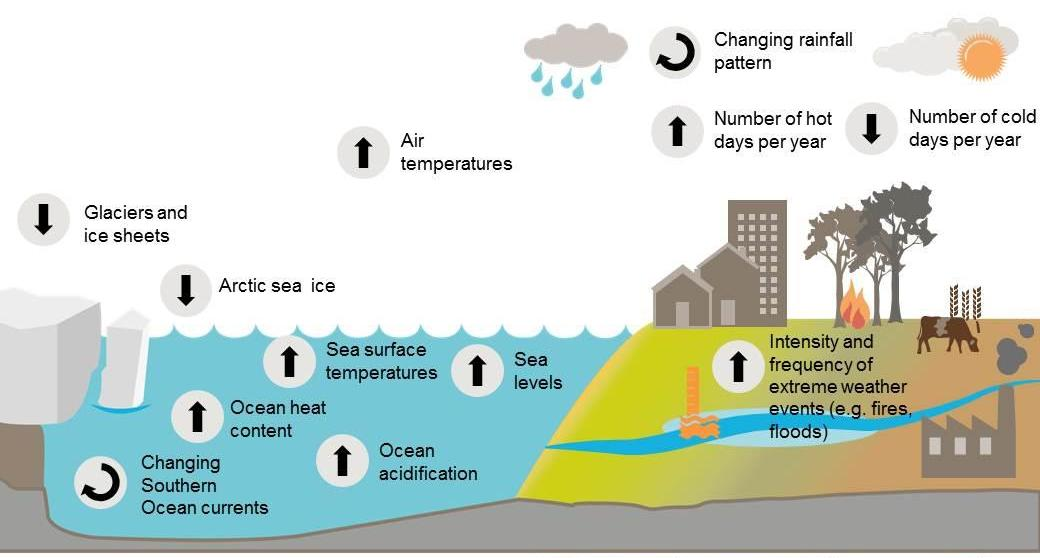 Changing rainfall
pattern
Number of hot
days per year
Number of cold
days per year
Air
temperatures
Glaciers and
ice sheets
Arctic sea ice
Sea surface
temperatures
Sea
levels
Intensity and
frequency of
extreme weather
events (e.g. fires,
floods)
Ocean heat
content
Ocean
acidification
Changing
Southern
Ocean currents